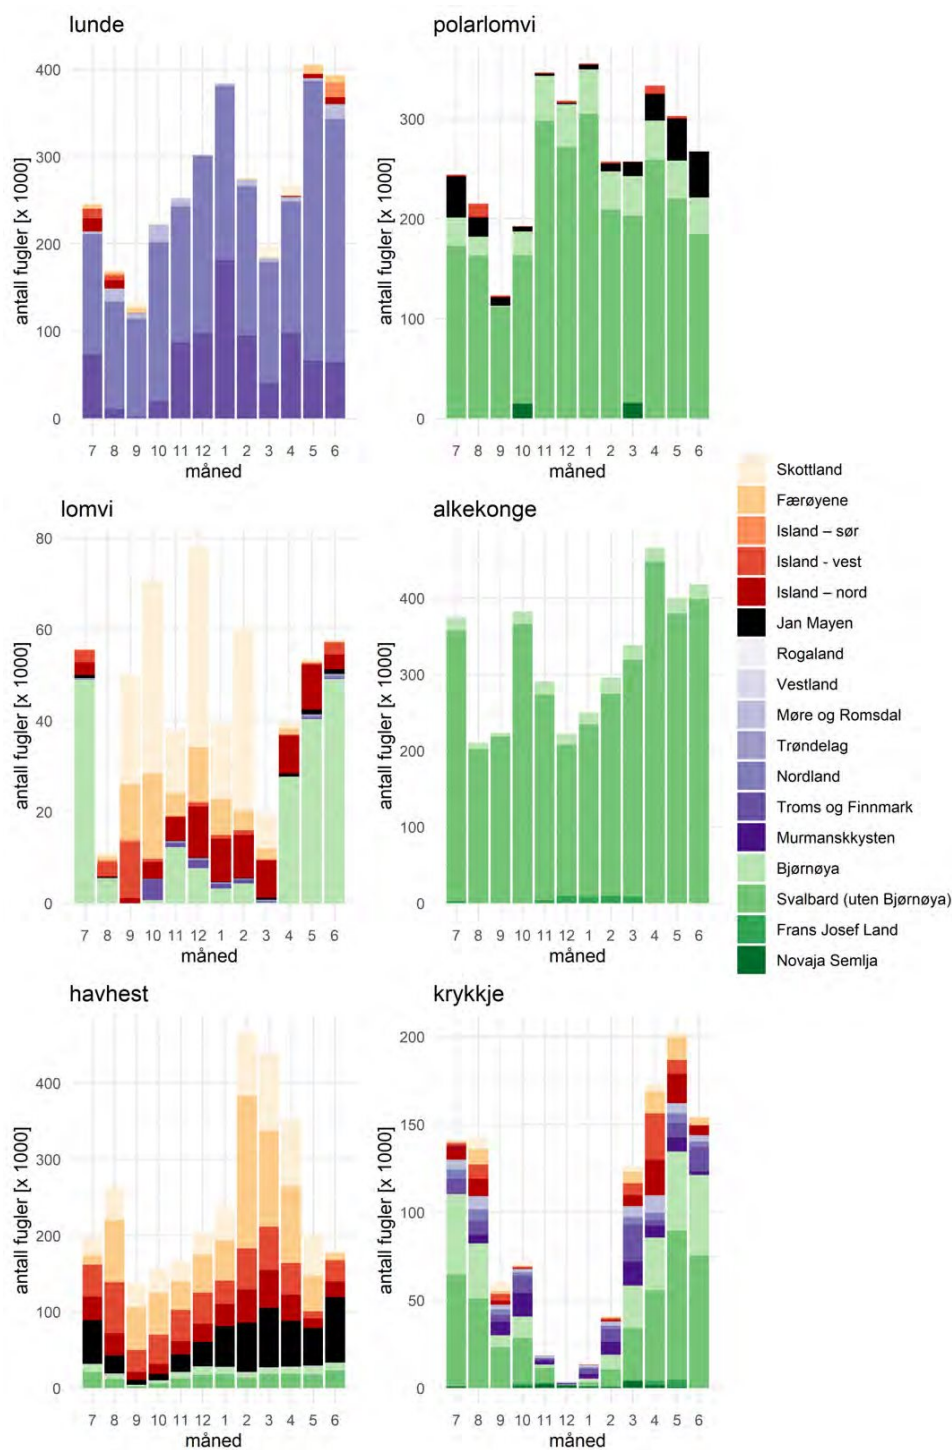 lunde
antall fugler [x 1000]
400
300
200
100
0
7 8 9 10 11 12 1 2 3 4 5 6
måned
polarlomvi
antall fugler [x 1000]
300
200
100
0
7 8 9 10 11 12 1 2 3 4 5 6
måned
lomvi
antall fugler [x 1000]
80
60
40
20
0
7 8 9 10 11 12 1 2 3 4 5 6
måned
alkekonge
antall fugler [x 1000]
400
300
200
100
0
7 8 9 10 11 12 1 2 3 4 5 6
måned
Skottland
Færøyene
Island – sør
Island - vest
Island – nord
Jan Mayen
Rogaland
Vestland
Møre og Romsdal
Trøndelag
Nordland
Troms og Finnmark
Murmanskkysten
Bjørnøya
Svalbard (uten Bjørnøya)
Frans Josef Land
Novaja Semlja
havhest
antall fugler [x 1000]
400
300
200
100
0
7 8 9 10 11 12 1 2 3 4 5 6
måned
krykkje
antall fugler [x 1000]
200
150
100
50
0
7 8 9 10 11 12 1 2 3 4 5 6
måned